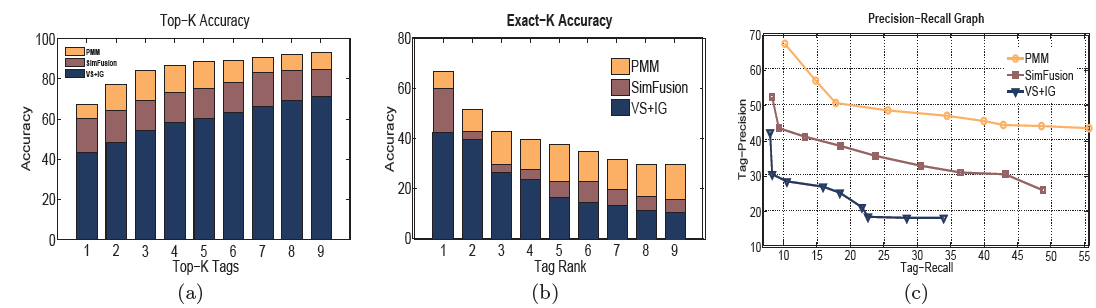 Top-K Accuracy
100
80
60
40
20
0
Accuracy
PMM
SimFusion
VS+IG
1 2 3 4 5 6 7 8 9
Top-K Tags
(a)
Exact-K Accuracy
80
60
40
20
0
Accuracy
PMM
SimFusion
VS+IG
1 2 3 4 5 6 7 8 9
Tag Rank
(b)
Precision-Recall Graph
70
60
50
40
30
20
10
Tag-Precision
PMM
SimFusion
VS+IG
10 15 20 25 30 35 40 45 50 55
Tag-Recall
(c)